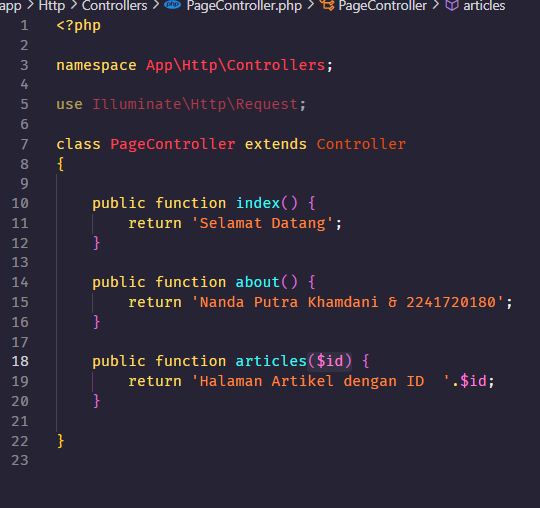 app > Http > Controllers > PageController.php > PageController > articles
1 <?php
2
3 namespace App\Http\Controllers;
4
5 use Illuminate\Http\Request;
6
7 class PageController extends Controller
8 {
9
10 public function index() {
11 return 'Selamat Datang';
12 }
13
14 public function about() {
15 return 'Nanda Putra Khamdani & 2241720180';
16 }
17
18 public function articles($id) {
19 return 'Halaman Artikel dengan ID  '.$id;
20 }
21
22 }
23